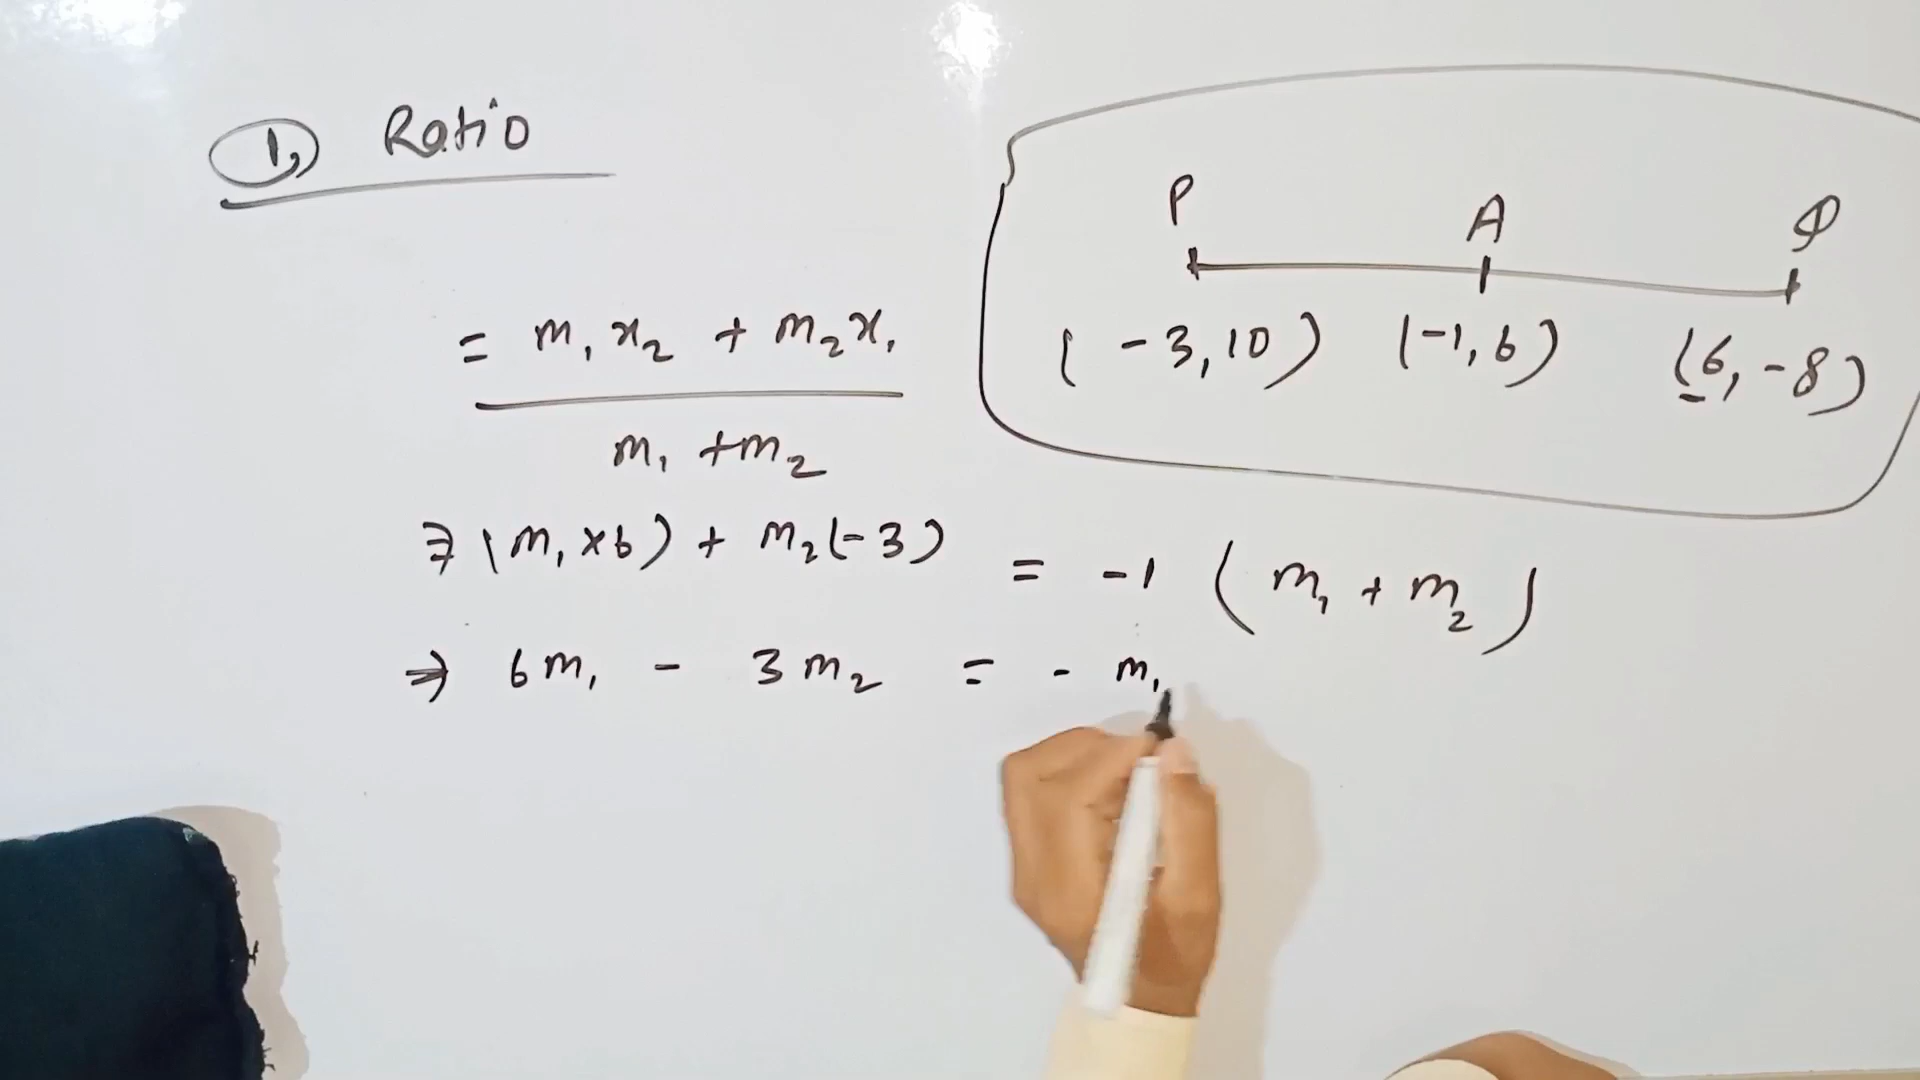 1, Ratio
P A Q
(-3,10) (-1,6) (6,-8)
= m₁x₂ + m₂x₁
m₁ + m₂
⇒ (m₁×6) + m₂(-3) = -1 (m₁ + m₂)
⇒ 6m₁ - 3m₂ = - m₁